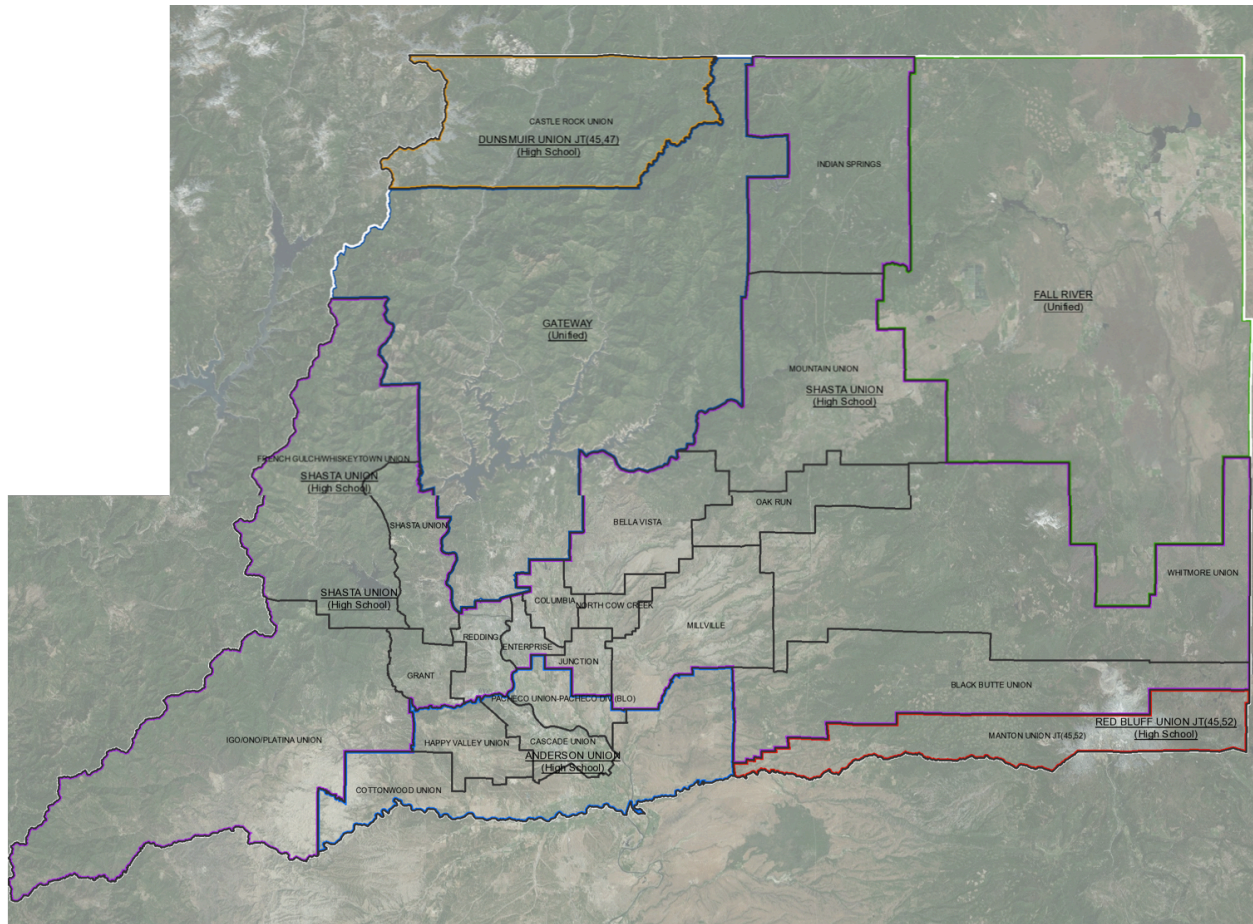 CASTLE ROCK UNION
DUNSMUIR UNION JT(45,47)
(High School)
INDIAN SPRINGS
FALL RIVER
(Unified)
GATEWAY
(Unified)
MOUNTAIN UNION
SHASTA UNION
(High School)
FRENCH GULCH/WHISKEYTOWN UNION
SHASTA UNION
(High School)
OAK RUN
BELLA VISTA
SHASTA UNION
WHITMORE UNION
SHASTA UNION
(High School)
COLUMBIA
NORTH COW CREEK
MILLVILLE
REDDING
ENTERPRISE
JUNCTION
GRANT
BLACK BUTTE UNION
PACHECO UNION-PACHECO DIV (BLO)
RED BLUFF UNION JT(45,52)
(High School)
MANTON UNION JT(45,52)
IGO/ONO/PLATINA UNION
HAPPY VALLEY UNION
CASCADE UNION
ANDERSON UNION
(High School)
COTTONWOOD UNION